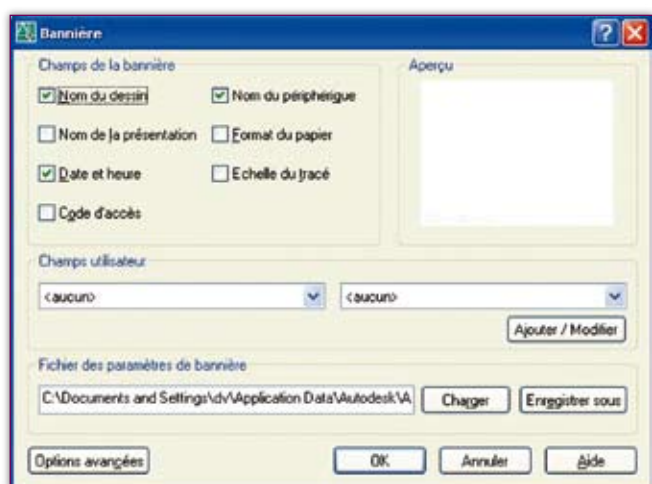 Bannière
Champs de la bannière
Aperçu
Nom du dessin
Nom du périphérique
Nom de la présentation
Format du papier
Date et heure
Echelle du tracé
Code d'accès
Champs utilisateur
<aucun>
<aucun>
Ajouter / Modifier
Fichier des paramètres de bannière
C:\Documents and Settings\dv\Application Data\Autodesk\A
Charger
Enregistrer sous
Options avancées
OK
Annuler
Aide